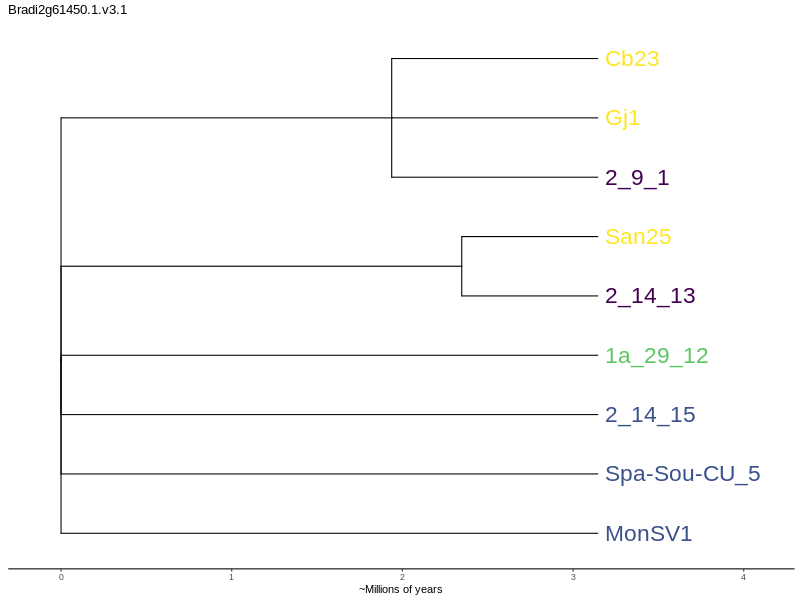 Bradi2g61450.1.v3.1
Cb23
Gj1
2_9_1
San25
2_14_13
1a_29_12
2_14_15
Spa-Sou-CU_5
MonSV1
0 1 2 3 4
~Millions of years